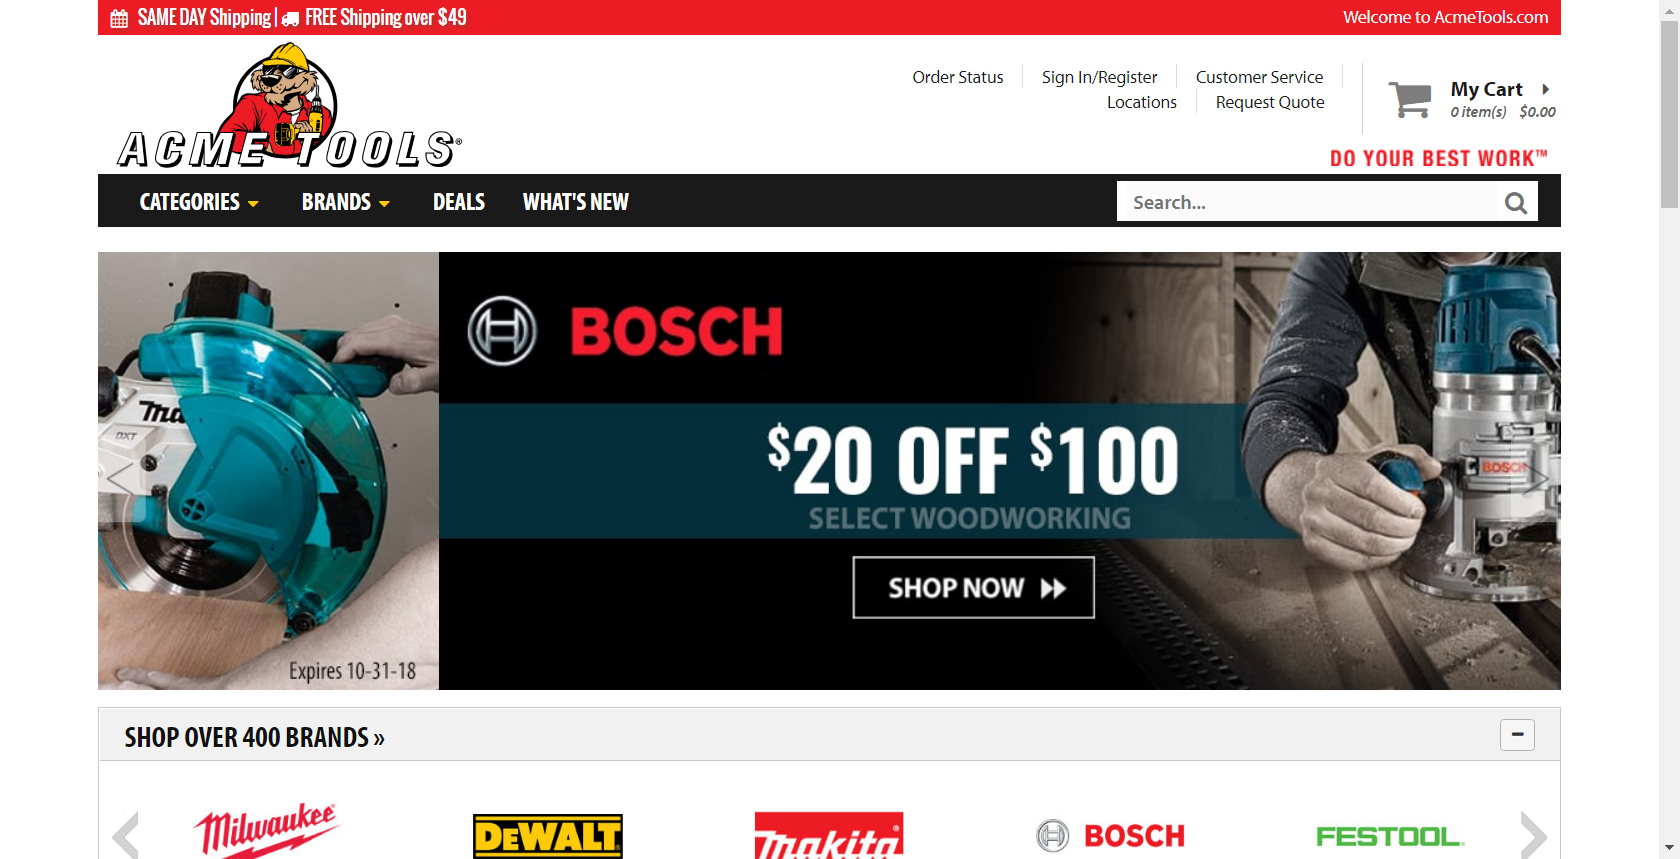 SAME DAY Shipping | FREE Shipping over $49
Welcome to AcmeTools.com
ACME TOOLS®
Order Status
Sign In/Register
Customer Service
Locations
Request Quote
My Cart
0 item(s) $0.00
DO YOUR BEST WORK™
CATEGORIES
BRANDS
DEALS
WHAT'S NEW
Search...
DXT
Expires 10-31-18
BOSCH
$20 OFF $100
SELECT WOODWORKING
SHOP NOW
BOSCH
SHOP OVER 400 BRANDS »
Milwaukee®
DEWALT
makita®
BOSCH
FESTOOL